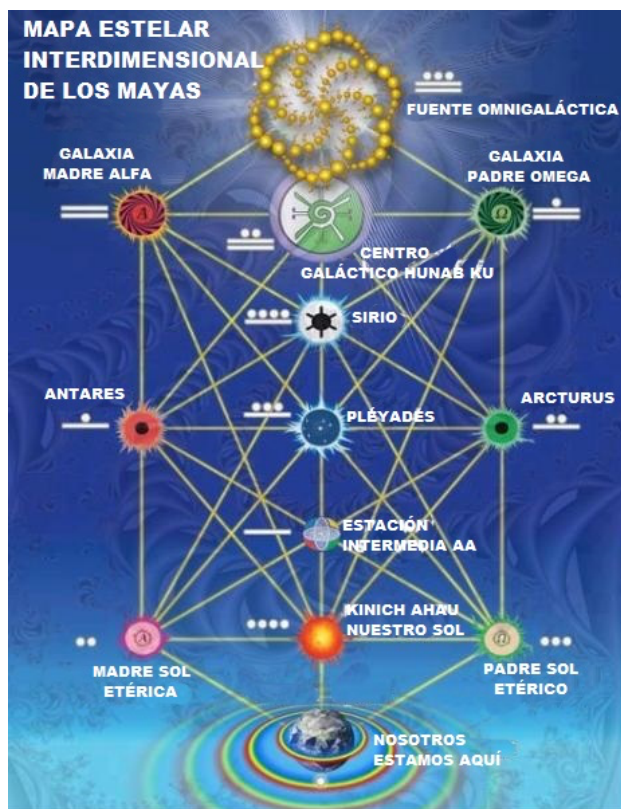 MAPA ESTELAR
INTERDIMENSIONAL
DE LOS MAYAS
FUENTE OMNIGALÁCTICA
GALAXIA
MADRE ALFA
GALAXIA
PADRE OMEGA
A
Ω
CENTRO
GALÁCTICO HUNAB KU
SIRIO
ANTARES
PLÉYADES
ARCTURUS
ESTACIÓN
INTERMEDIA AA
KINICH AHAU
NUESTRO SOL
A
Ω
MADRE SOL
ETÉRICA
PADRE SOL
ETÉRICO
NOSOTROS
ESTAMOS AQUÍ